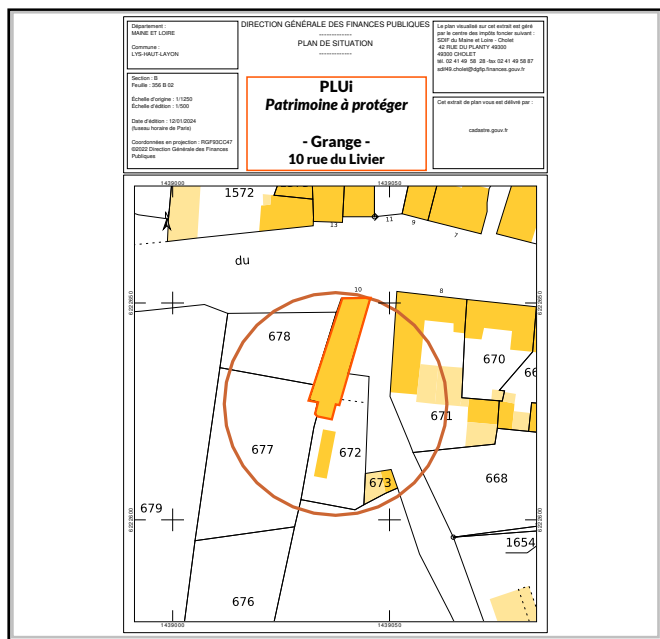 Département :
MAINE ET LOIRE
Commune :
LYS-HAUT-LAYON
Section : B
Feuille : 356 B 02
Échelle d'origine : 1/1250
Échelle d'édition : 1/500
Date d'édition : 12/01/2024
(fuseau horaire de Paris)
Coordonnées en projection : RGF93CC47
©2022 Direction Générale des Finances
Publiques
DIRECTION GÉNÉRALE DES FINANCES PUBLIQUES
-------------
PLAN DE SITUATION
-------------
PLUi
Patrimoine à protéger
- Grange -
10 rue du Livier
Le plan visualisé sur cet extrait est géré
par le centre des impôts foncier suivant :
SDIF du Maine et Loire - Cholet
42 RUE DU PLANTY 49300
49300 CHOLET
tél. 02 41 49 58 28 -fax 02 41 49 58 87
sdif49.cholet@dgfip.finances.gouv.fr
Cet extrait de plan vous est délivré par :
cadastre.gouv.fr
1439000
1439050
1572
13
11
9
7
du
10
8
6222650
6222650
678
670
66
671
677
672
673
668
679
6222600
6222600
1654
676
1439000
1439050